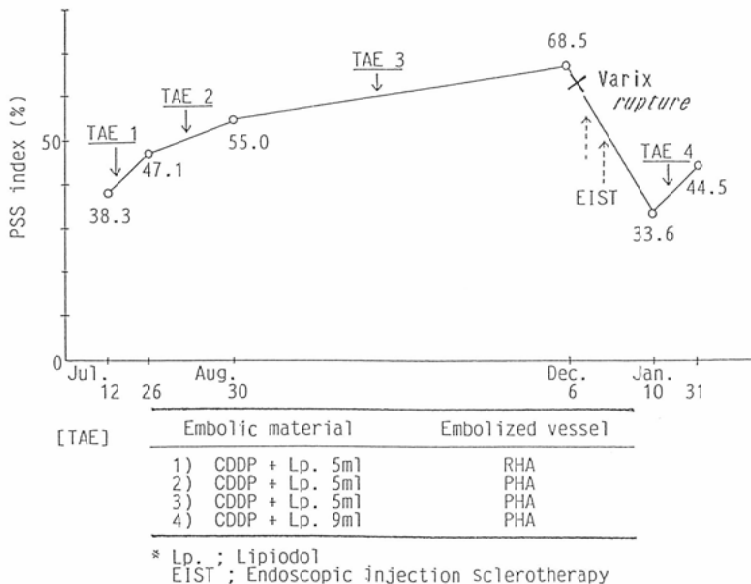 PSS index (%)
50
0
TAE 1
TAE 2
TAE 3
TAE 4
38.3
47.1
55.0
68.5
33.6
44.5
Varix
rupture
EIST
Jul. Aug. Dec. Jan.
12 26 30 6 10 31
[TAE]
Embolic material Embolized vessel
1) CDDP + Lp. 5ml RHA
2) CDDP + Lp. 5ml PHA
3) CDDP + Lp. 5ml PHA
4) CDDP + Lp. 9ml PHA
* Lp. ; Lipiodol
EIST ; Endoscopic injection sclerotherapy